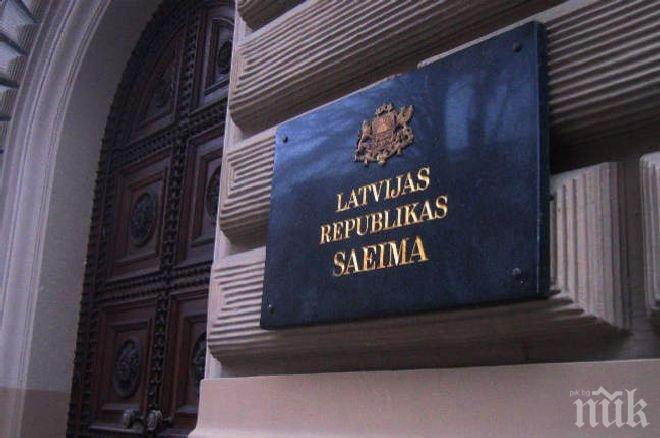 LATVIJAS
REPUBLIKAS
SAEIMA
pik.bg
пик